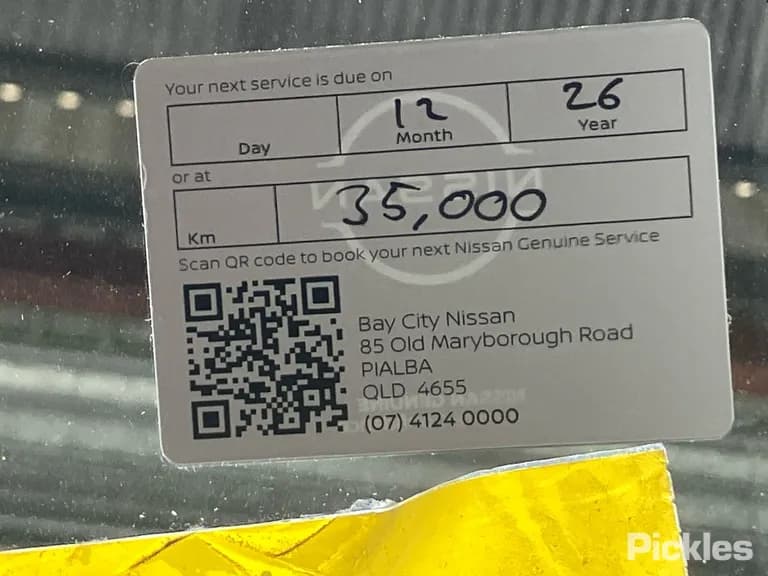 Your next service is due on
12 26
Day Month Year
or at
35,000
Km
Scan QR code to book your next Nissan Genuine Service
Bay City Nissan
85 Old Maryborough Road
PIALBA
QLD 4655
(07) 4124 0000
Pickles